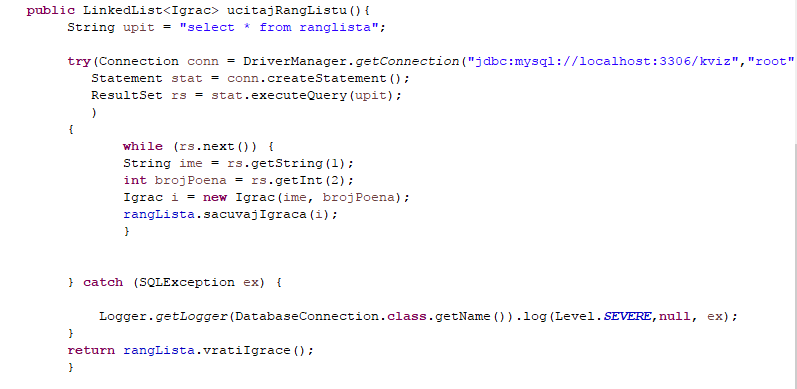 public LinkedList<Igrac> ucitajRangListu(){
String upit = "select * from ranglista";
try(Connection conn = DriverManager.getConnection("jdbc:mysql://localhost:3306/kviz","root"
Statement stat = conn.createStatement();
ResultSet rs = stat.executeQuery(upit);
)
{
while (rs.next()) {
String ime = rs.getString(1);
int brojPoena = rs.getInt(2);
Igrac i = new Igrac(ime, brojPoena);
rangLista.sacuvajIgraca(i);
}
} catch (SQLException ex) {
Logger.getLogger(DatabaseConnection.class.getName()).log(Level.SEVERE,null, ex);
}
return rangLista.vratiIgrace();
}